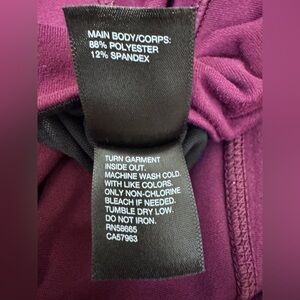 MAIN BODY/CORPS:
88% POLYESTER
12% SPANDEX
TURN GARMENT
INSIDE OUT.
MACHINE WASH COLD
WITH LIKE COLORS.
ONLY NON-CHLORINE
BLEACH IF NEEDED.
TUMBLE DRY LOW.
DO NOT IRON.
RN58665
CA57963